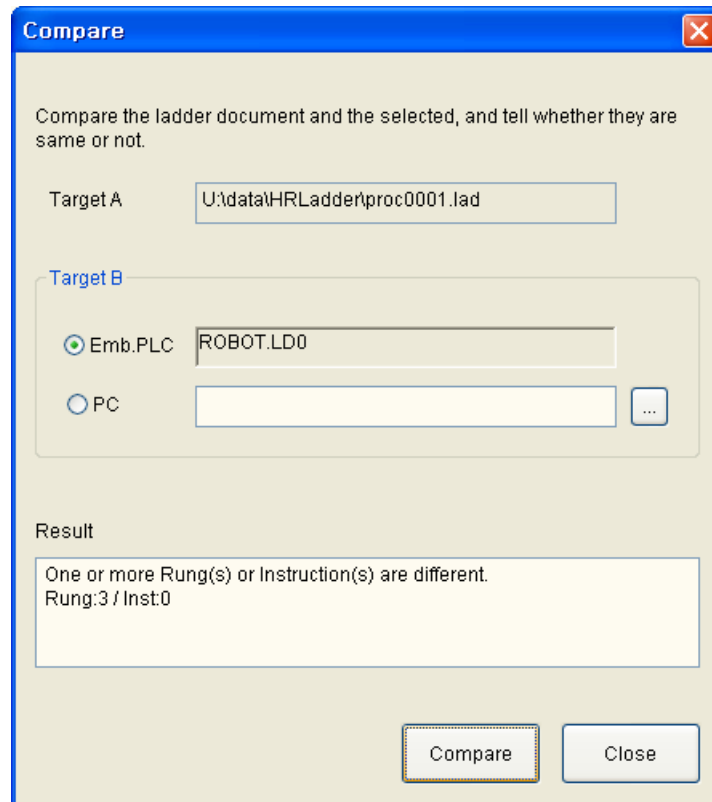 Compare
Compare the ladder document and the selected, and tell whether they are
same or not.
Target A
U:\data\HRLadder\proc0001.lad
Target B
Emb.PLC
ROBOT.LD0
PC
...
Result
One or more Rung(s) or Instruction(s) are different.
Rung:3 / Inst:0
Compare
Close